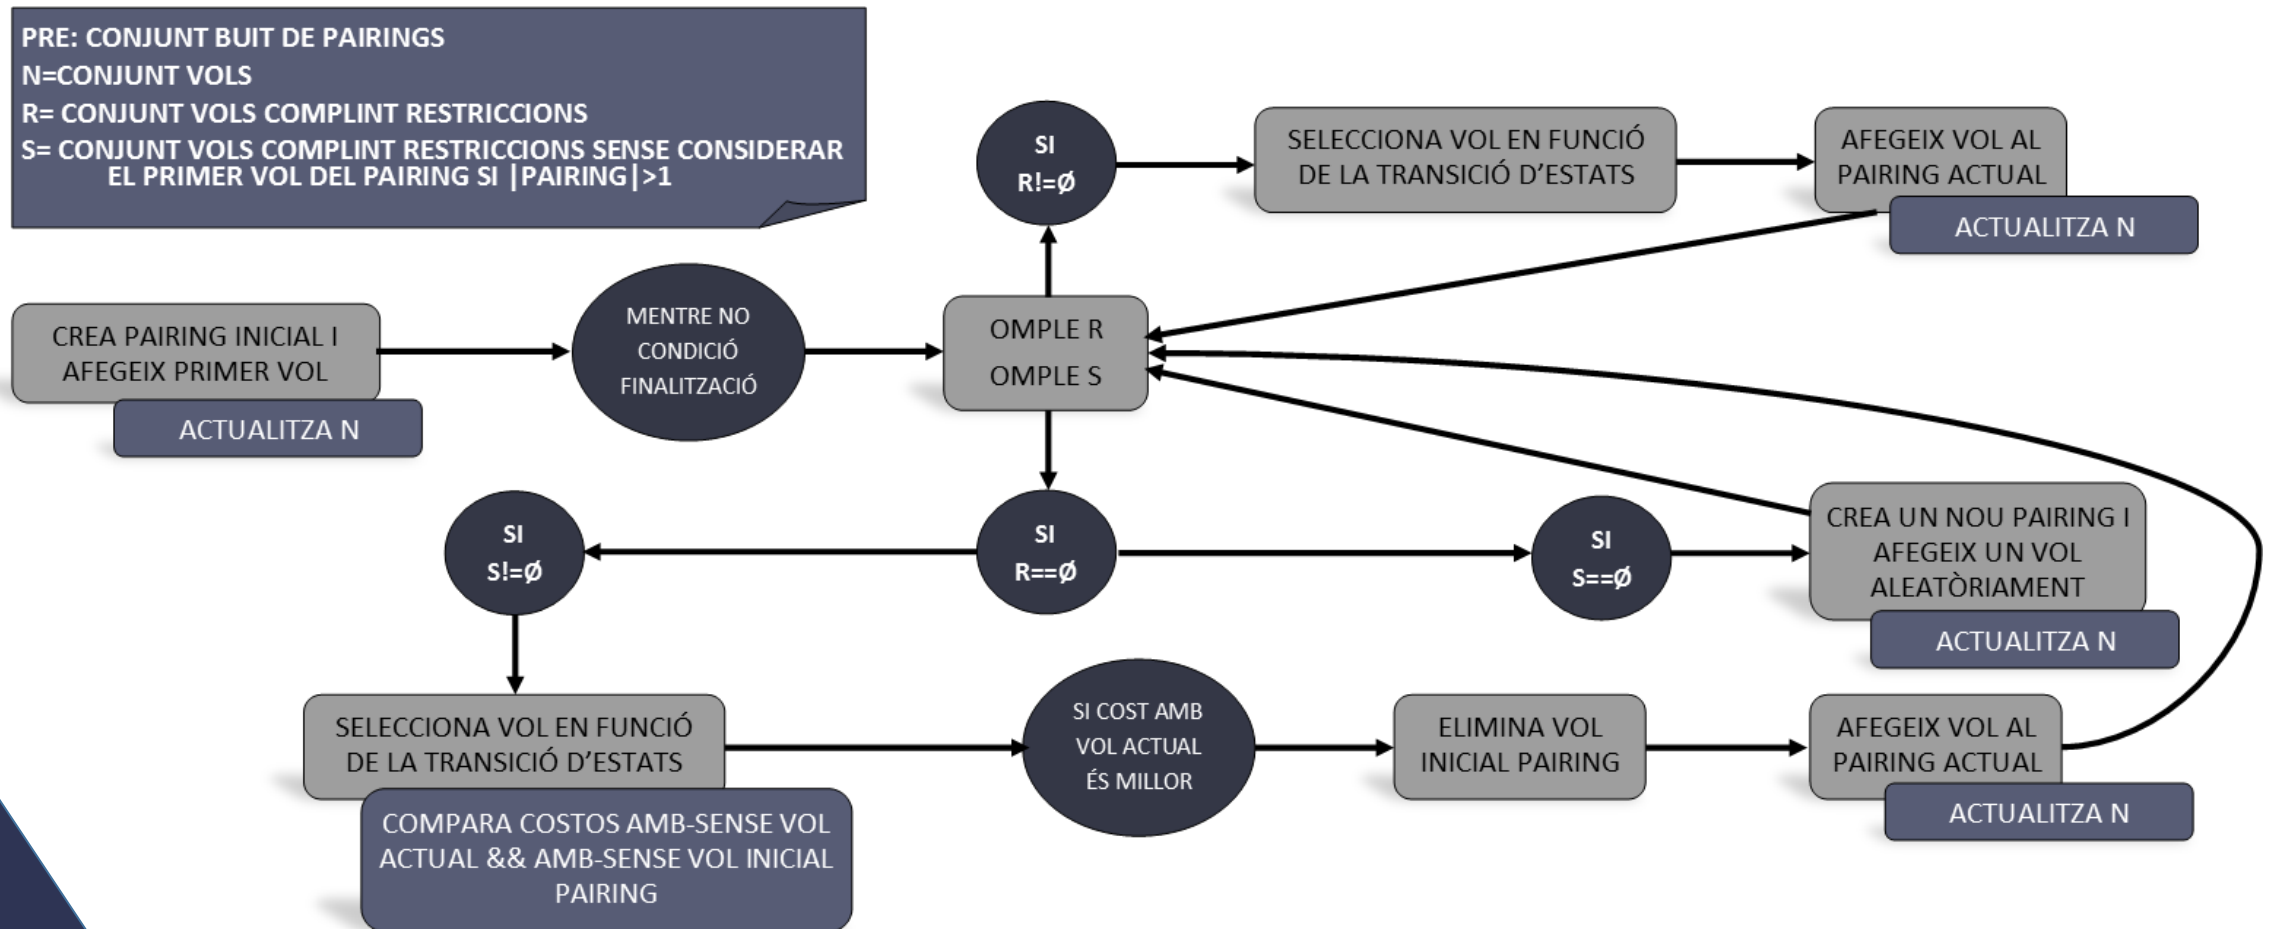 PRE: CONJUNT BUIT DE PAIRINGS
N=CONJUNT VOLS
R= CONJUNT VOLS COMPLINT RESTRICCIONS
S= CONJUNT VOLS COMPLINT RESTRICCIONS SENSE CONSIDERAR
EL PRIMER VOL DEL PAIRING SI |PAIRING|>1
SI
R!=Ø
SELECCIONA VOL EN FUNCIÓ
DE LA TRANSICIÓ D'ESTATS
AFEGEIX VOL AL
PAIRING ACTUAL
ACTUALITZA N
CREA PAIRING INICIAL I
AFEGEIX PRIMER VOL
ACTUALITZA N
MENTRE NO
CONDICIÓ
FINALITZACIÓ
OMPLE R
OMPLE S
SI
S!=Ø
SI
R==Ø
SI
S==Ø
CREA UN NOU PAIRING I
AFEGEIX UN VOL
ALEATÒRIAMENT
ACTUALITZA N
SELECCIONA VOL EN FUNCIÓ
DE LA TRANSICIÓ D'ESTATS
COMPARA COSTOS AMB-SENSE VOL
ACTUAL && AMB-SENSE VOL INICIAL
PAIRING
SI COST AMB
VOL ACTUAL
ÉS MILLOR
ELIMINA VOL
INICIAL PAIRING
AFEGEIX VOL AL
PAIRING ACTUAL
ACTUALITZA N